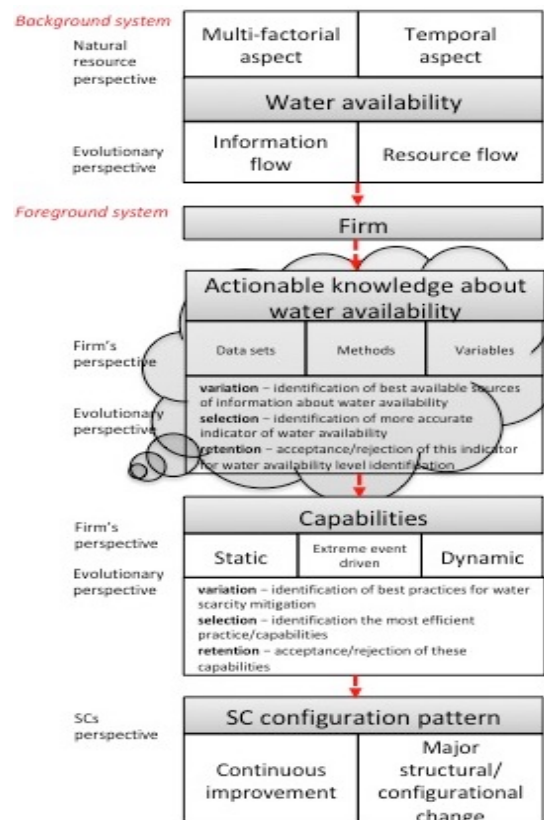 Background system
Natural
resource
perspective
Multi-factorial
aspect
Temporal
aspect
Water availability
Evolutionary
perspective
Information
flow
Resource flow
Foreground system
Firm
Actionable knowledge about
water availability
Firm's
perspective
Data sets
Methods
Variables
Evolutionary
perspective
variation – identification of best available sources
of information about water availability
selection – identification of more accurate
indicator of water availability
retention – acceptance/rejection of this indicator
for water availability level identification
Capabilities
Firm's
perspective
Static
Extreme event
driven
Dynamic
Evolutionary
perspective
variation – identification of best practices for water
scarcity mitigation
selection – identification the most efficient
practice/capabilities
retention – acceptance/rejection of these
capabilities
SC configuration pattern
SCs
perspective
Continuous
improvement
Major
structural/
configurational
change